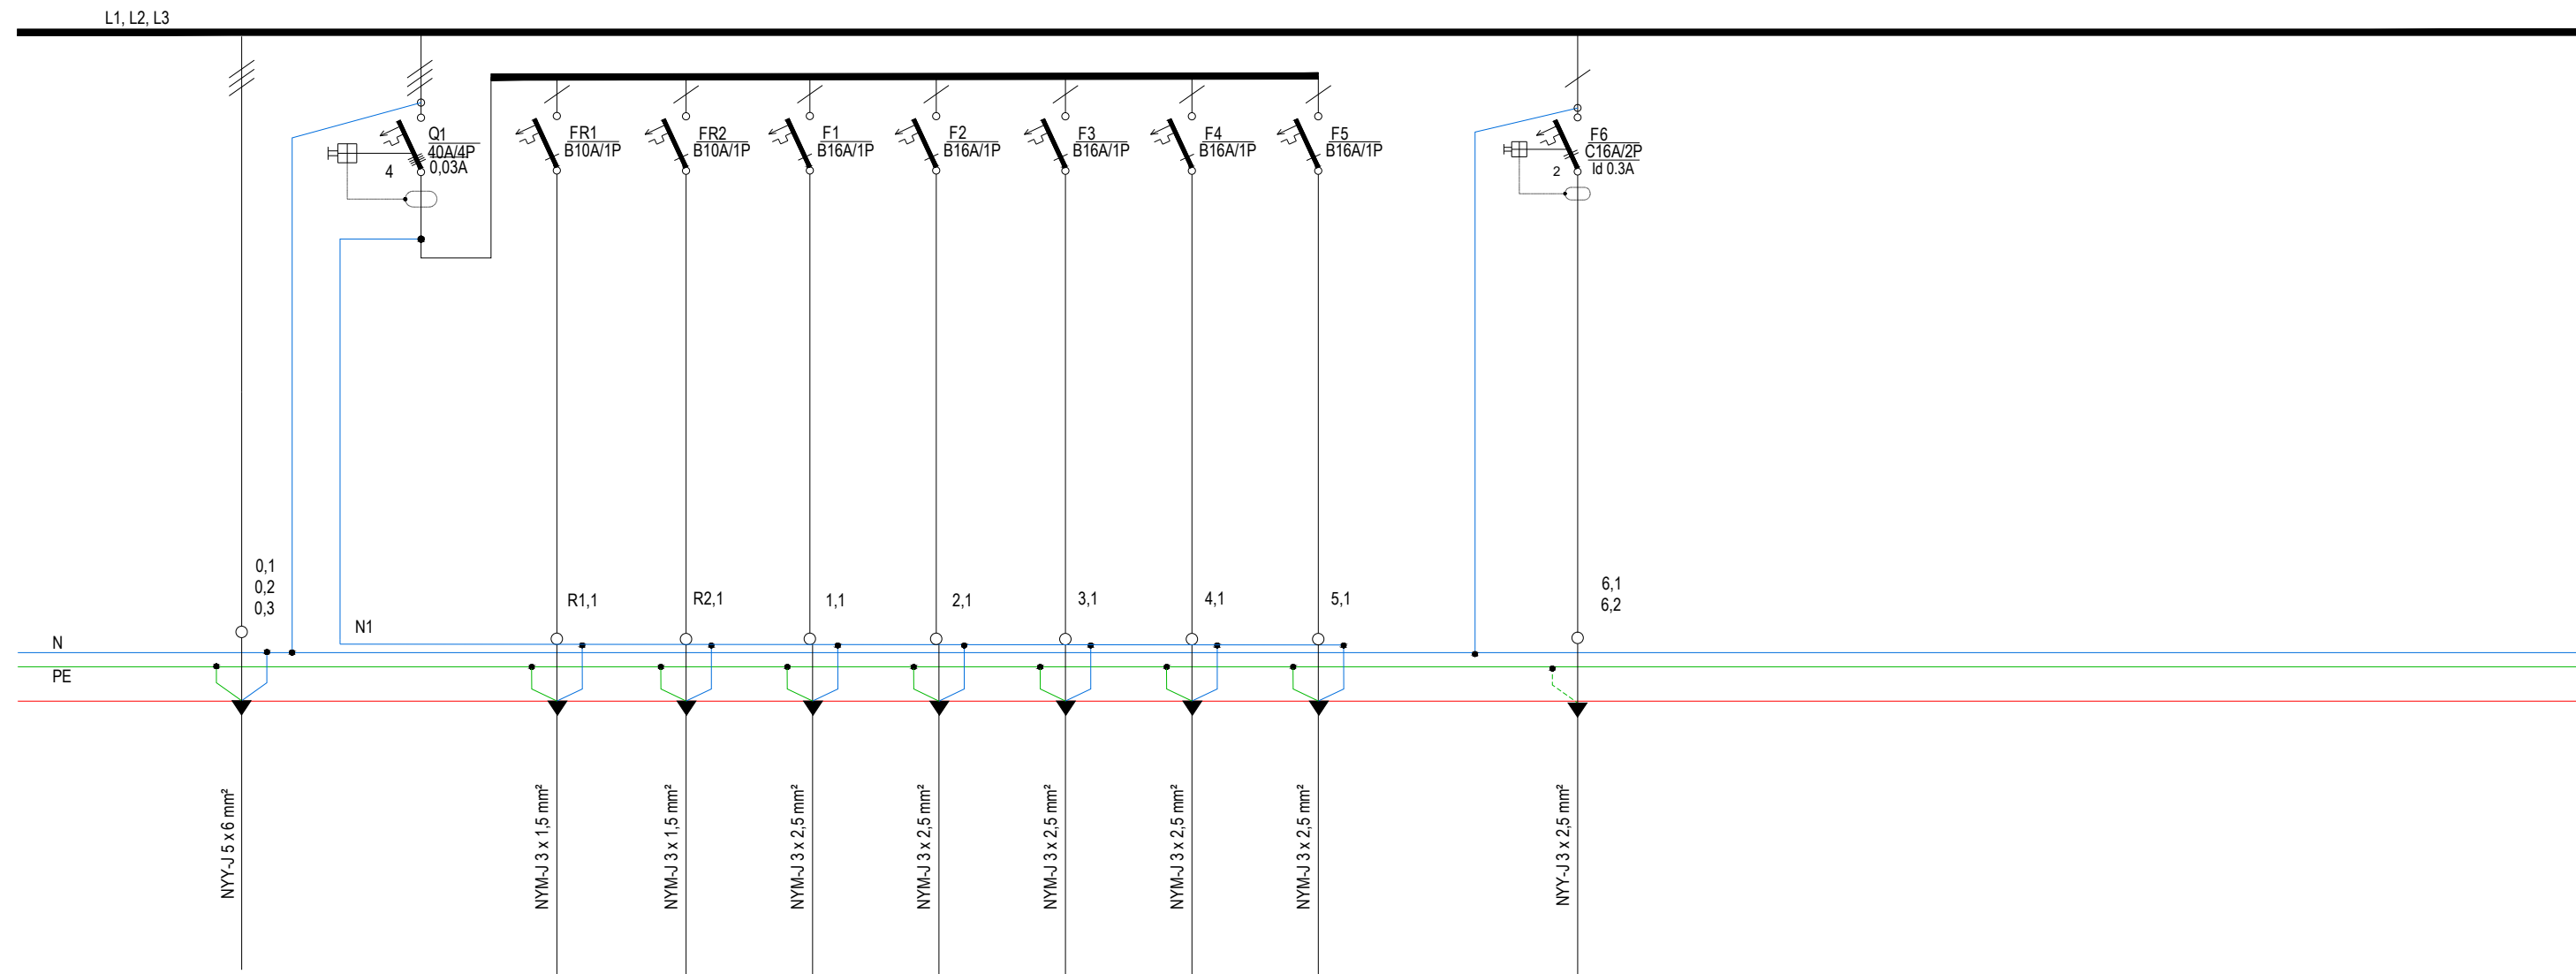 L1, L2, L3
Q1
40A/4P
0,03A
4
FR1
B10A/1P
FR2
B10A/1P
F1
B16A/1P
F2
B16A/1P
F3
B16A/1P
F4
B16A/1P
F5
B16A/1P
F6
C16A/2P
Id 0.3A
2
0,1
0,2
0,3
R1,1
R2,1
1,1
2,1
3,1
4,1
5,1
6,1
6,2
N1
N
PE
NYY-J 5 x 6 mm²
NYM-J 3 x 1,5 mm²
NYM-J 3 x 1,5 mm²
NYM-J 3 x 2,5 mm²
NYM-J 3 x 2,5 mm²
NYM-J 3 x 2,5 mm²
NYM-J 3 x 2,5 mm²
NYM-J 3 x 2,5 mm²
NYY-J 3 x 2,5 mm²